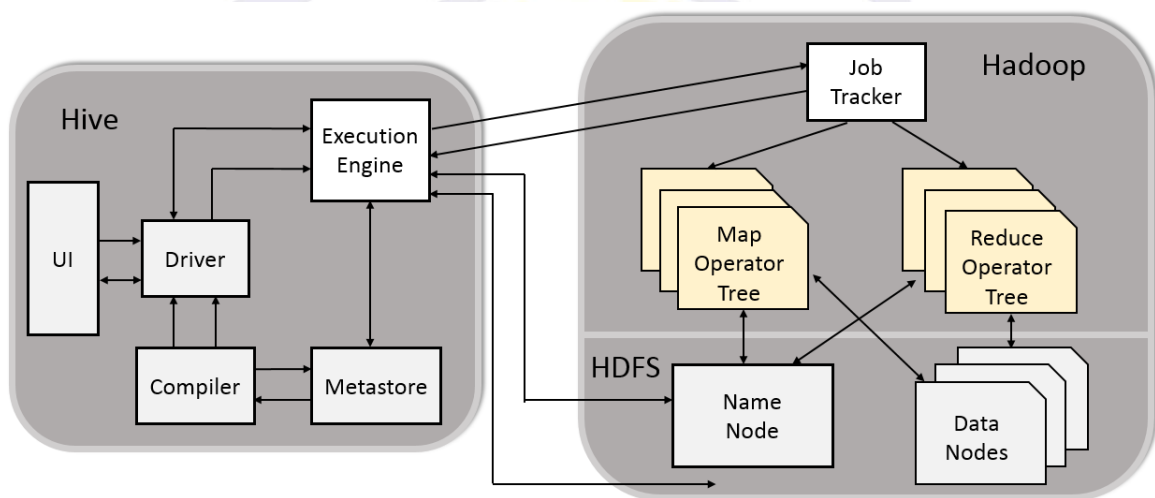 Hive
UI
Driver
Compiler
Metastore
Execution
Engine
Hadoop
Job
Tracker
Map
Operator
Tree
Reduce
Operator
Tree
HDFS
Name
Node
Data
Nodes